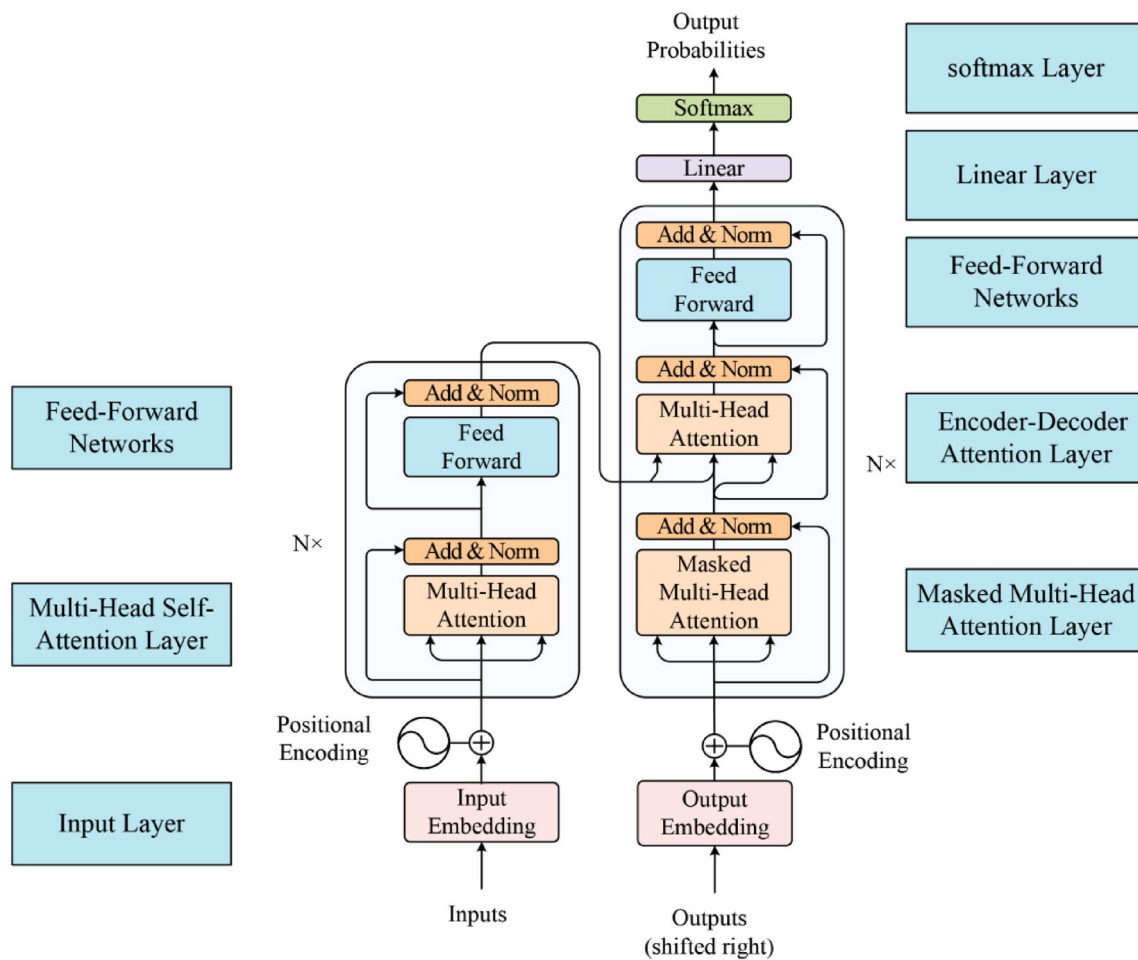 Output
Probabilities
Softmax
Linear
Add & Norm
Feed
Forward
Add & Norm
Multi-Head
Attention
Add & Norm
Masked
Multi-Head
Attention
N×
Positional
Encoding
Output
Embedding
Outputs
(shifted right)
Add & Norm
Feed
Forward
N×
Add & Norm
Multi-Head
Attention
Positional
Encoding
Input
Embedding
Inputs
Feed-Forward
Networks
Multi-Head Self-
Attention Layer
Input Layer
softmax Layer
Linear Layer
Feed-Forward
Networks
Encoder-Decoder
Attention Layer
Masked Multi-Head
Attention Layer